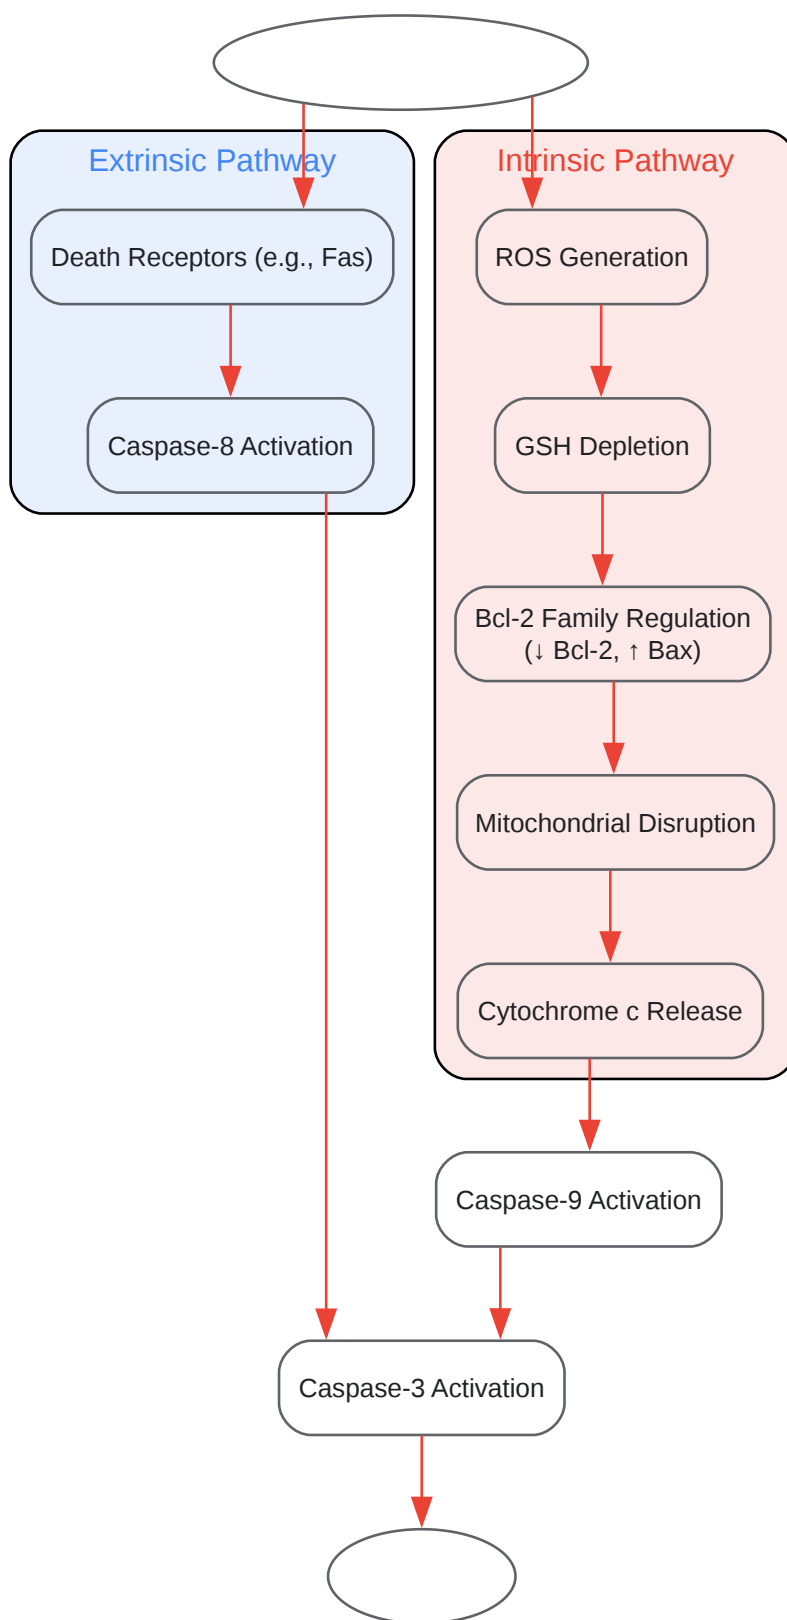 Extrinsic Pathway
Death Receptors (e.g., Fas)
Caspase-8 Activation
Intrinsic Pathway
ROS Generation
GSH Depletion
Bcl-2 Family Regulation
(↓ Bcl-2, ↑ Bax)
Mitochondrial Disruption
Cytochrome c Release
Caspase-9 Activation
Caspase-3 Activation